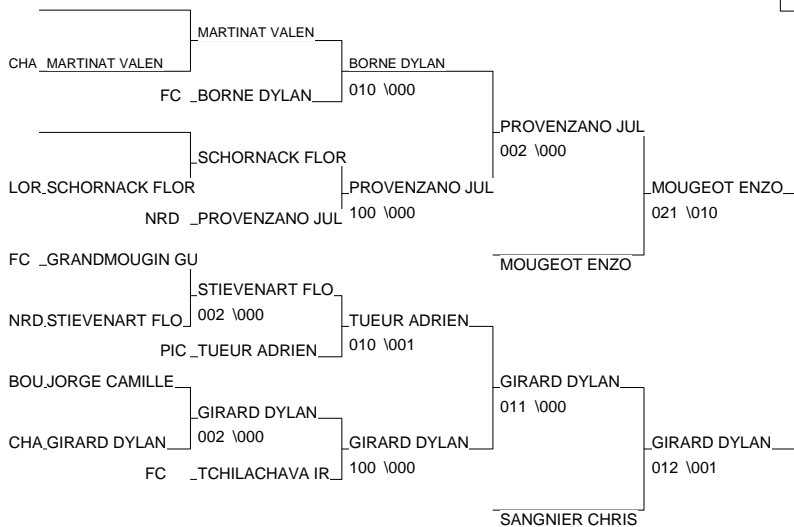 MARTINAT VALEN
CHA MARTINAT VALEN
BORNE DYLAN
FC BORNE DYLAN
010 \000
PROVENZANO JUL
SCHORNACK FLOR
002 \000
LOR SCHORNACK FLOR
PROVENZANO JUL
MOUGEOT ENZO
NRD PROVENZANO JUL
100 \000
021 \010
FC GRANDMOUGIN GU
MOUGEOT ENZO
STIEVENART FLO
NRD STIEVENART FLO
002 \000
TUEUR ADRIEN
PIC TUEUR ADRIEN
010 \001
BOU JORGE CAMILLE
GIRARD DYLAN
GIRARD DYLAN
011 \000
CHA GIRARD DYLAN
002 \000
GIRARD DYLAN
GIRARD DYLAN
FC TCHILACHAVA IR
100 \000
012 \001
SANGNIER CHRIS